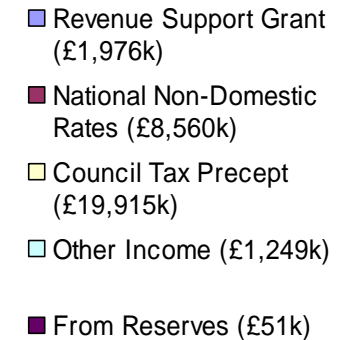 Revenue Support Grant
(£1,976k)
National Non-Domestic
Rates (£8,560k)
Council Tax Precept
(£19,915k)
Other Income (£1,249k)
From Reserves (£51k)